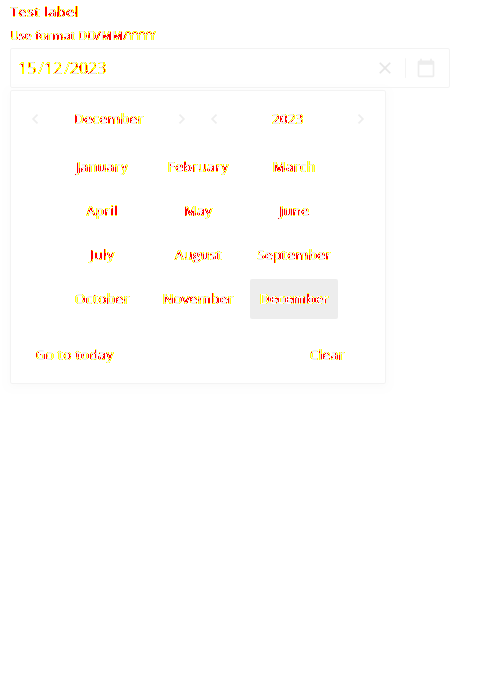 Test label
Use format DD/MM/YYYY
15/12/2023
December 2023
January February March
April May June
July August September
October November December
Go to today Clear